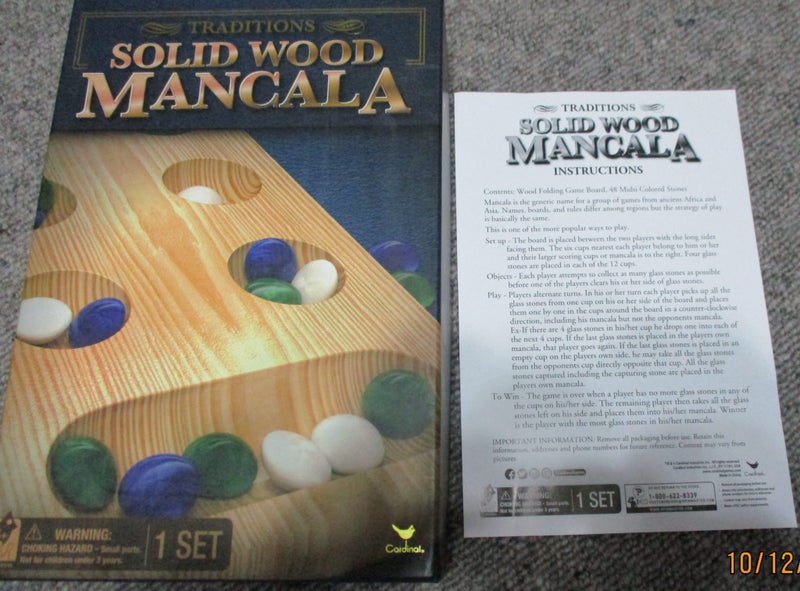 TRADITIONS
SOLID WOOD
MANCALA
WARNING:
CHOKING HAZARD - Small parts.
Not for children under 3 years.
1 SET
Cardinal
TRADITIONS
SOLID WOOD
MANCALA
INSTRUCTIONS
Contents: Wood Folding Game Board, 48 Multi Colored Stones
Mancala is the generic name for a group of games from ancient Africa and
Asia. Names, boards, and rules differ among regions but the strategy of play
is basically the same.
This is one of the more popular ways to play.
Set up - The board is placed between the two players with the long sides
facing them. The six cups nearest each player belong to him or her
and their larger scoring cups or mancala is to the right. Four glass
stones are placed in each of the 12 cups.
Objects - Each player attempts to collect as many glass stones as possible
before one of the players clears his or her side of glass stones.
Play - Players alternate turns. In his or her turn each player picks up all the
glass stones from one cup on his or her side of the board and places
them one by one in the cups around the board in a counter-clockwise
direction, including his mancala but not the opponents mancala.
Ex-If there are 4 glass stones in his/her cup he drops one into each of
the next 4 cups. If the last glass stones is placed in the players own
mancala, that player goes again. If the last glass stones is placed in an
empty cup on the players own side, he may take all the glass stones
from the opponents cup directly opposite that cup. All the glass
stones captured including the capturing stone are placed in the
players own mancala.
To Win - The game is over when a player has no more glass stones in any of
the cups on his/her side. The remaining player then takes all the glass
stones left on his side and places them into his/her mancala. Winner
is the player with the most glass stones in his/her mancala.
IMPORTANT INFORMATION: Remove all packaging before use. Retain this
information, addresses and phone numbers for future reference. Content may vary from
pictures
Cardinal
WARNING:
1 SET
1-800-622-8339
10/12/